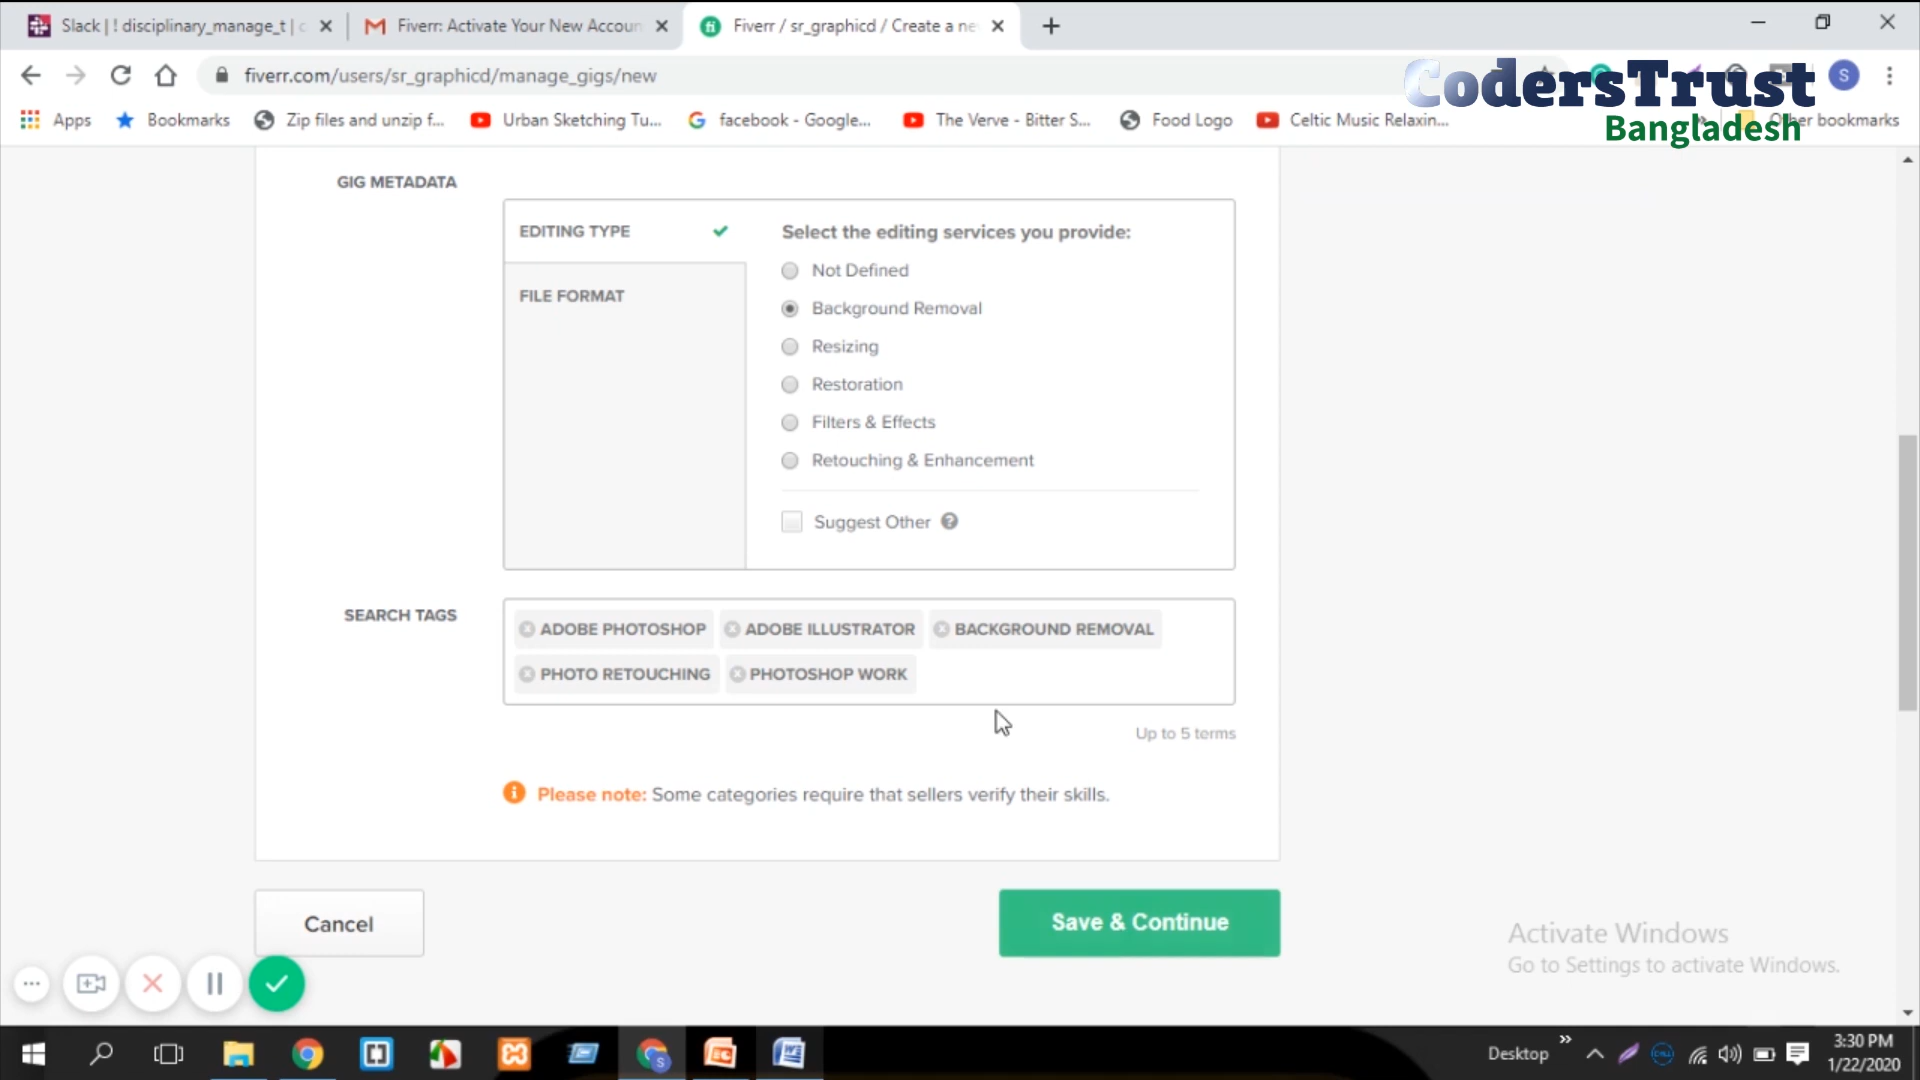 Slack | ! disciplinary_manage_t | c
Fiverr: Activate Your New Accoun
Fiverr / sr_graphicd / Create a ne
fiverr.com/users/sr_graphicd/manage_gigs/new
S
CodersTrust
Bangladesh
Apps
Bookmarks
Zip files and unzip f...
Urban Sketching Tu...
facebook - Google...
The Verve - Bitter S...
Food Logo
Celtic Music Relaxin...
Other bookmarks
GIG METADATA
EDITING TYPE
FILE FORMAT
Select the editing services you provide:
Not Defined
Background Removal
Resizing
Restoration
Filters & Effects
Retouching & Enhancement
Suggest Other
SEARCH TAGS
ADOBE PHOTOSHOP
ADOBE ILLUSTRATOR
BACKGROUND REMOVAL
PHOTO RETOUCHING
PHOTOSHOP WORK
Up to 5 terms
Please note: Some categories require that sellers verify their skills.
Cancel
Save & Continue
Activate Windows
Go to Settings to activate Windows.
Desktop
3:30 PM
1/22/2020